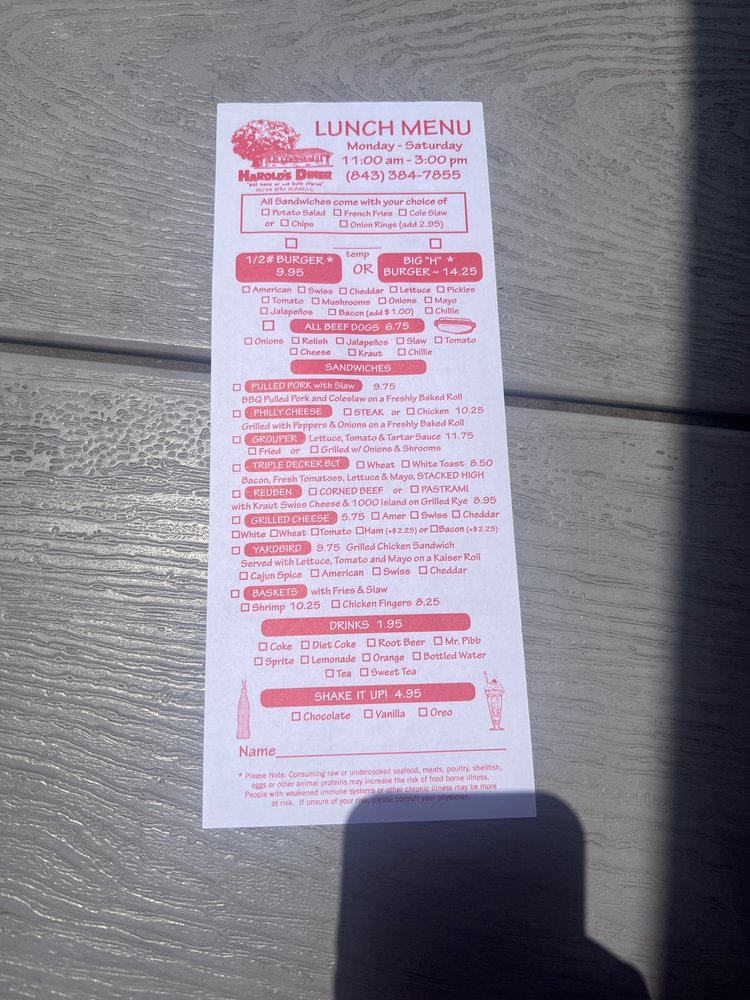 LUNCH MENU
Monday - Saturday
11:00 am - 3:00 pm
(843) 384-7855
HAROLD'S DINER
"eat here or we both starve"
All Sandwiches come with your choice of
Potato Salad French Fries Cole Slaw
or Chips Onion Rings (add 2.95)
temp
1/2# BURGER *
9.95
OR
BIG "H" *
BURGER ~ 14.25
American Swiss Cheddar Lettuce Pickles
Tomato Mushrooms Onions Mayo
Jalapeños Bacon (add $1.00) Chillie
ALL BEEF DOGS 6.75
Onions Relish Jalapeños Slaw Tomato
Cheese Kraut Chillie
SANDWICHES
PULLED PORK with Slaw 9.75
BBQ Pulled Pork and Coleslaw on a Freshly Baked Roll
PHILLY CHEESE STEAK or Chicken 10.25
Grilled with Peppers & Onions on a Freshly Baked Roll
GROUPER Lettuce, Tomato & Tartar Sauce 11.75
Fried or Grilled w/ Onions & Shrooms
TRIPLE DECKER BLT Wheat White Toast 8.50
Bacon, Fresh Tomatoes, Lettuce & Mayo, STACKED HIGH
REUBEN CORNED BEEF or PASTRAMI
with Kraut Swiss Cheese & 1000 island on Grilled Rye 8.95
GRILLED CHEESE 5.75 Amer Swiss Cheddar
White Wheat Tomato Ham (+$2.25) or Bacon (+$2.25)
YARDBIRD 9.75 Grilled Chicken Sandwich
Served with Lettuce, Tomato and Mayo on a Kaiser Roll
Cajun Spice American Swiss Cheddar
BASKETS with Fries & Slaw
Shrimp 10.25 Chicken Fingers 8.25
DRINKS 1.95
Coke Diet Coke Root Beer Mr. Pibb
Sprite Lemonade Orange Bottled Water
Tea Sweet Tea
SHAKE IT UP! 4.95
Chocolate Vanilla Oreo
Name
* Please Note: Consuming raw or undercooked seafood, meats, poultry, shellfish,
eggs or other animal proteins may increase the risk of food borne illness.
People with weakened immune systems or other chronic illness may be more
at risk. If unsure of your risk, please consult your physician.